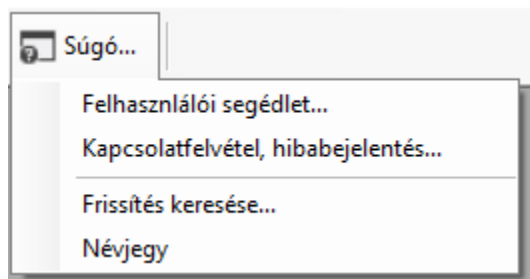 Súgó...
Felhasznlálói segédlet...
Kapcsolatfelvétel, hibabejelentés...
Frissítés keresése...
Névjegy